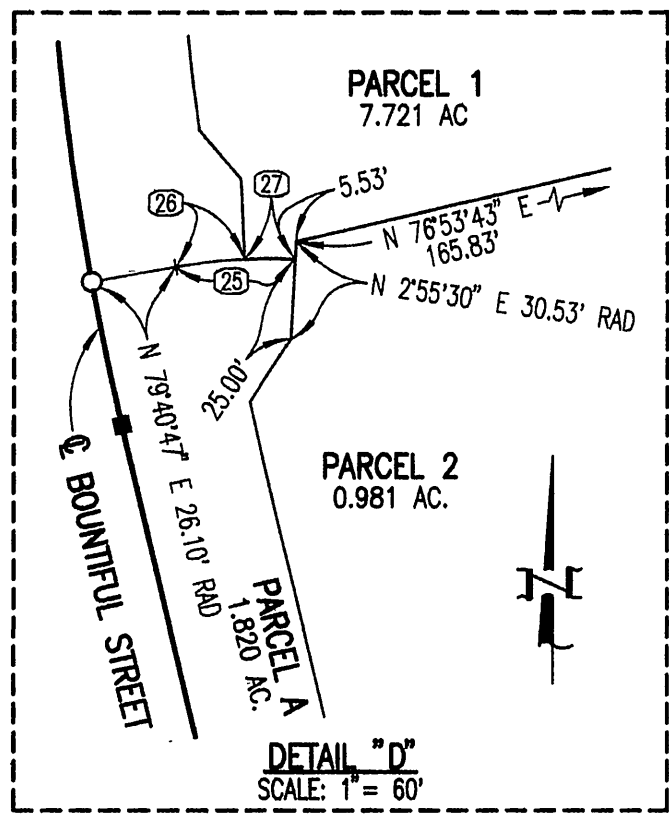 PARCEL 1
7.721 AC
27
5.53'
26
N 76°53'43" E
165.83'
25
N 2°55'30" E 30.53' RAD
25.00'
N 79°40'47" E 26.10' RAD
℄ BOUNTIFUL STREET
PARCEL 2
0.981 AC.
PARCEL A
1.820 AC.
N
DETAIL "D"
SCALE: 1" = 60'